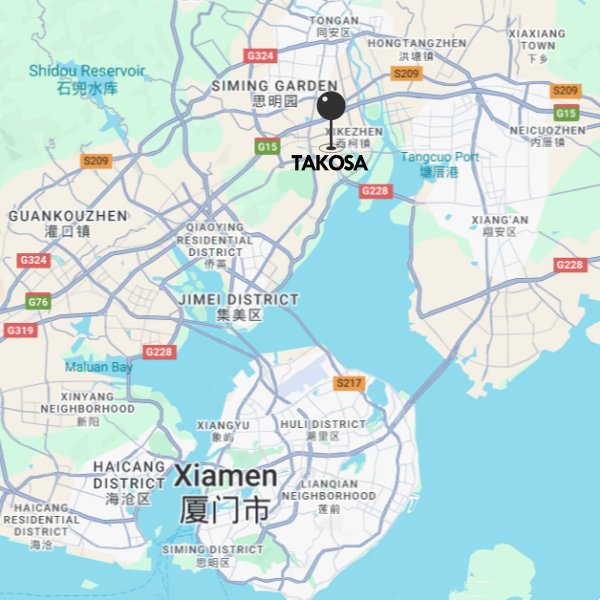 TONGAN
同安区
G324
HONGTANGZHEN
洪塘镇
XIAXIANG
TOWN
下乡
Shidou Reservoir
石兜水库
SIMING GARDEN
思明园
S209
S209
G15
XIKEZHEN
西柯镇
NEICUOZHEN
内厝镇
G15
S209
TAKOSA
Tangcuo Port
塘厝港
G228
GUANKOUZHEN
灌口镇
QIAOYING
RESIDENTIAL
DISTRICT
侨英
XIANG'AN
翔安区
G324
G228
G76
JIMEI DISTRICT
集美区
G319
G228
Maluan Bay
S217
XINYANG
NEIGHBORHOOD
新阳
XIANGYU
象屿
HULI DISTRICT
湖里区
HAICANG
DISTRICT
海沧区
Xiamen
厦门市
LIANQIAN
NEIGHBORHOOD
莲前
HAICANG
RESIDENTIAL
DISTRICT
海沧
SIMING DISTRICT
思明区